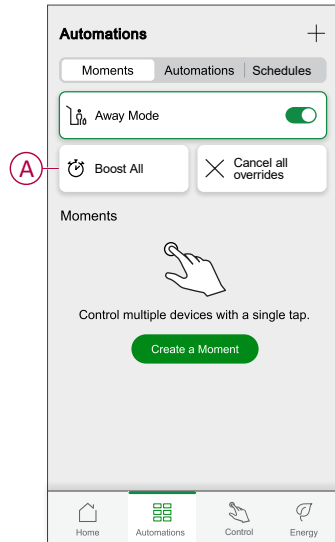 Automations
Moments
Automations
Schedules
Away Mode
A
Boost All
Cancel all
overrides
Moments
Control multiple devices with a single tap.
Create a Moment
Home
Automations
Control
Energy